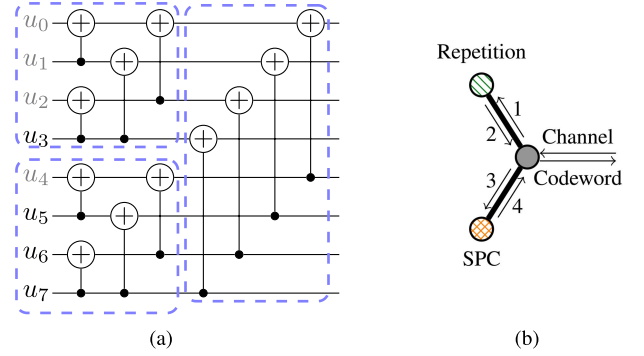 u0
u1
u2
u3
u4
u5
u6
u7
(a)
Repetition
1
2
Channel
Codeword
3
4
SPC
(b)